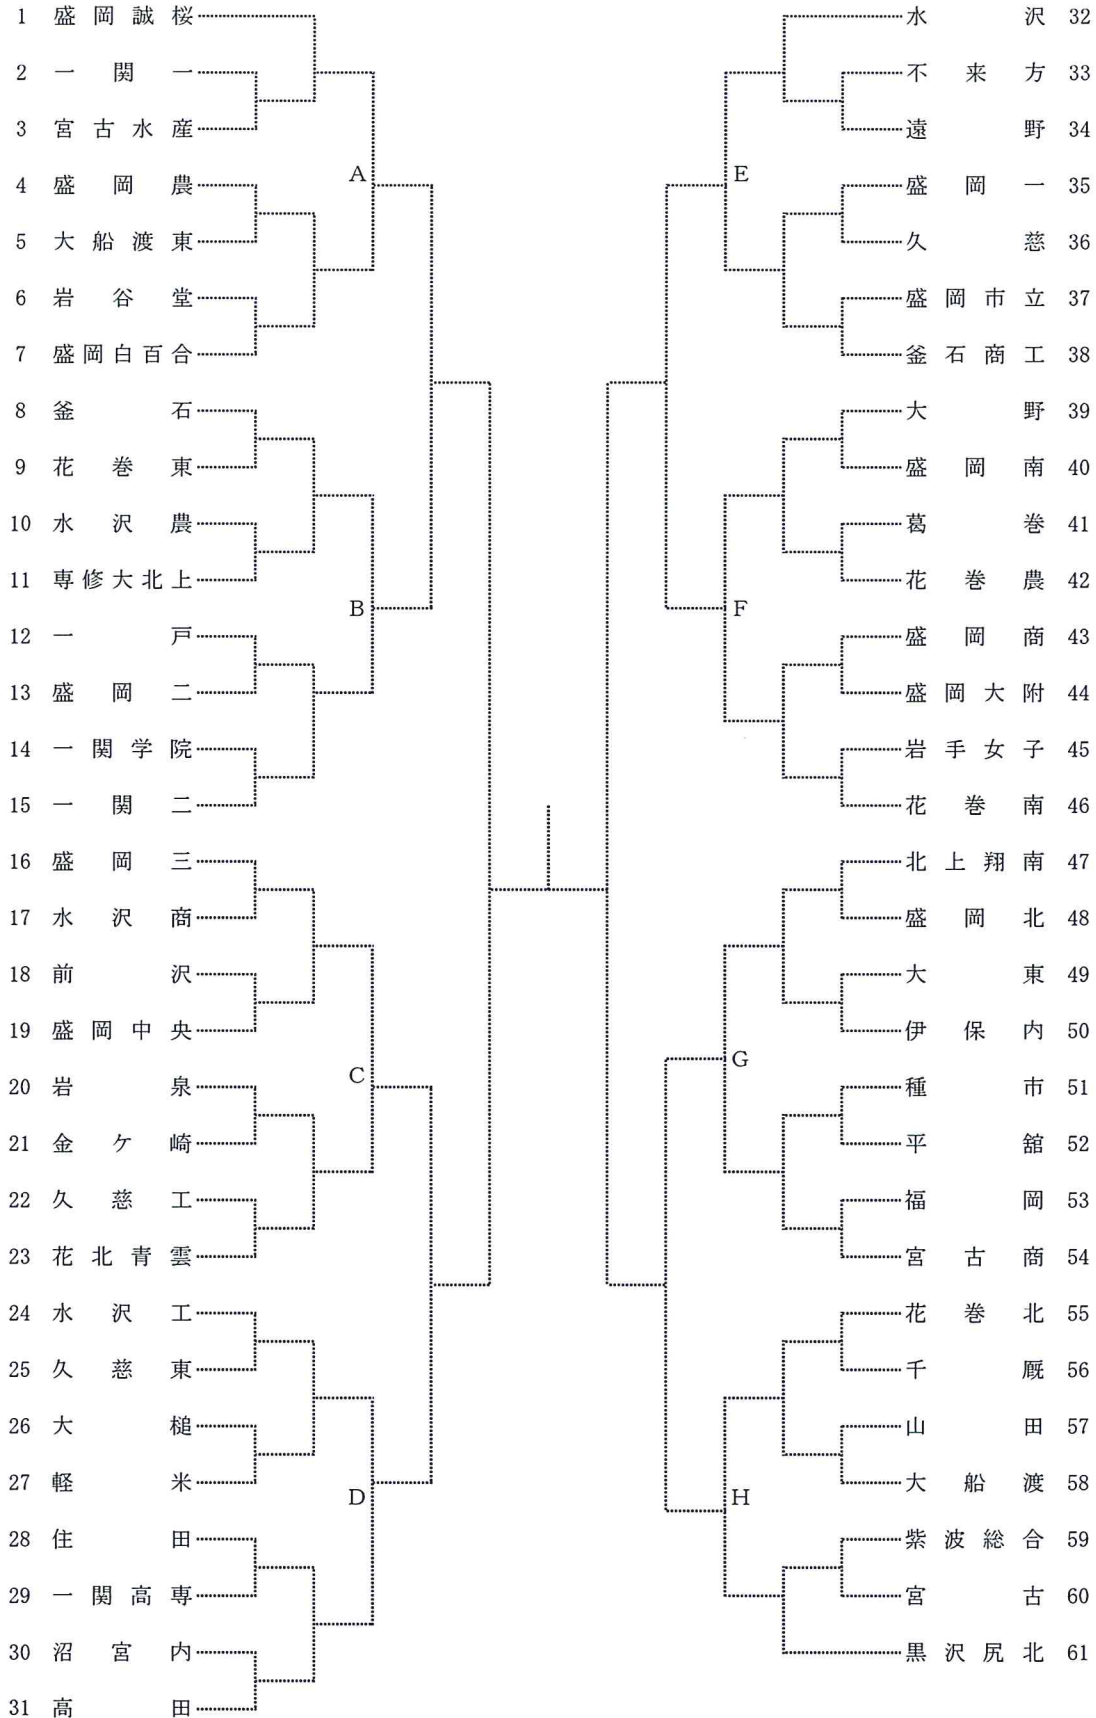 1 盛岡誠桜
2 一関一
3 宮古水産
4 盛岡農
5 大船渡東
6 岩谷堂
7 盛岡白百合
8 釜石
9 花巻東
10 水沢農
11 専修大北上
12 一戸
13 盛岡二
14 一関学院
15 一関二
16 盛岡三
17 水沢商
18 前沢
19 盛岡中央
20 岩泉
21 金ケ崎
22 久慈工
23 花北青雲
24 水沢工
25 久慈東
26 大槌
27 軽米
28 住田
29 一関高専
30 沼宮内
31 高田
A
B
C
D
E
F
G
H
水沢 32
不来方 33
遠野 34
盛岡一 35
久慈 36
盛岡市立 37
釜石商工 38
大野 39
盛岡南 40
葛巻 41
花巻農 42
盛岡商 43
盛岡大附 44
岩手女子 45
花巻南 46
北上翔南 47
盛岡北 48
大東 49
伊保内 50
種市 51
平舘 52
福岡 53
宮古商 54
花巻北 55
千厩 56
山田 57
大船渡 58
紫波総合 59
宮古 60
黒沢尻北 61